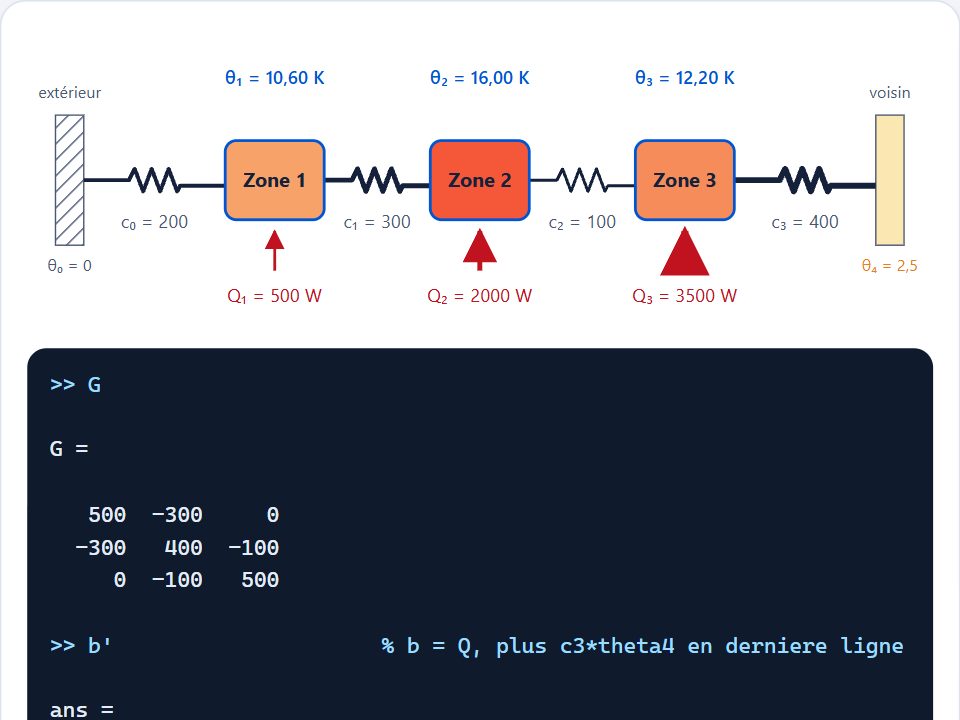 θ₁ = 10,60 K θ₂ = 16,00 K θ₃ = 12,20 K
extérieur voisin
Zone 1 Zone 2 Zone 3
c₀ = 200 c₁ = 300 c₂ = 100 c₃ = 400
θ₀ = 0 θ₄ = 2,5
Q₁ = 500 W Q₂ = 2000 W Q₃ = 3500 W
>> G
G =
500 −300 0
−300 400 −100
0 −100 500
>> b' % b = Q, plus c3*theta4 en derniere ligne
ans =